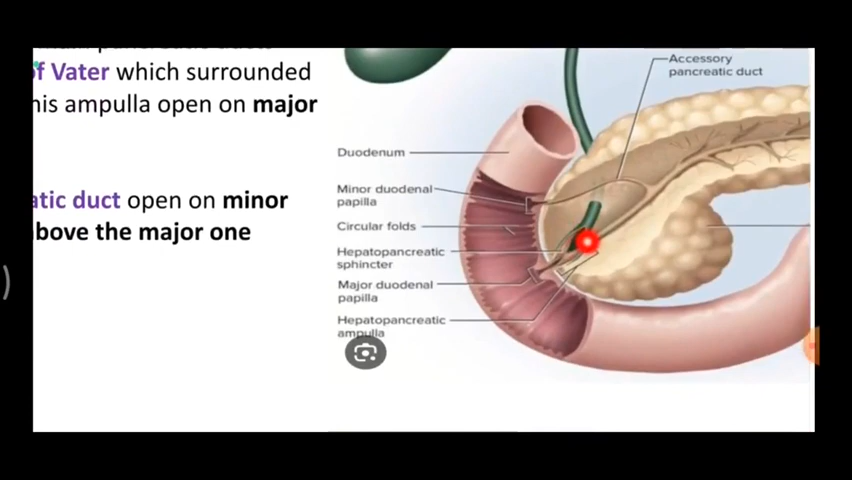 of Vater which surrounded
his ampulla open on major
atic duct open on minor
bove the major one
Accessory
pancreatic duct
Duodenum
Minor duodenal
papilla
Circular folds
Hepatopancreatic
sphincter
Major duodenal
papilla
Hepatopancreatic
ampulla